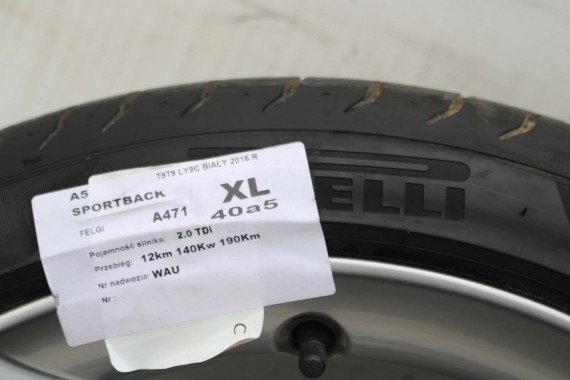 T9T9 LY9C BIAŁY 2016 R
A5
SPORTBACK
XL
FELGI
A471
40a5
Pojemność silnika: 2.0 TDI
Przebieg: 12km 140Kw 190Km
Nr nadwozia: WAU
Nr :
C
ELLI